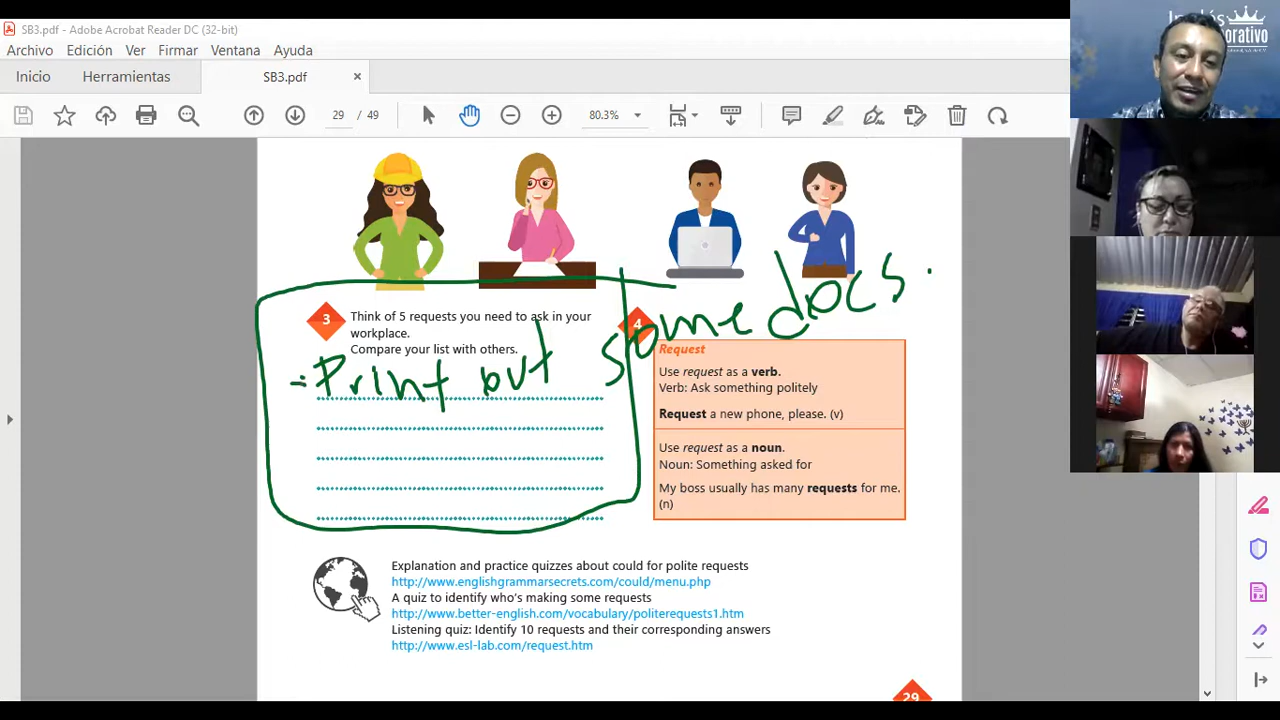 SB3.pdf - Adobe Acrobat Reader DC (32-bit)
Archivo Edición Ver Firmar Ventana Ayuda
Inicio Herramientas SB3.pdf ×
29 / 49 80.3%
Inglés
orporativo
3 Think of 5 requests you need to ask in your
workplace.
Compare your list with others.
Print out some docs.
4
Request
Use request as a verb.
Verb: Ask something politely
Request a new phone, please. (v)
Use request as a noun.
Noun: Something asked for
My boss usually has many requests for me.
(n)
Explanation and practice quizzes about could for polite requests
http://www.englishgrammarsecrets.com/could/menu.php
A quiz to identify who's making some requests
http://www.better-english.com/vocabulary/politerequests1.htm
Listening quiz: Identify 10 requests and their corresponding answers
http://www.esl-lab.com/request.htm
29